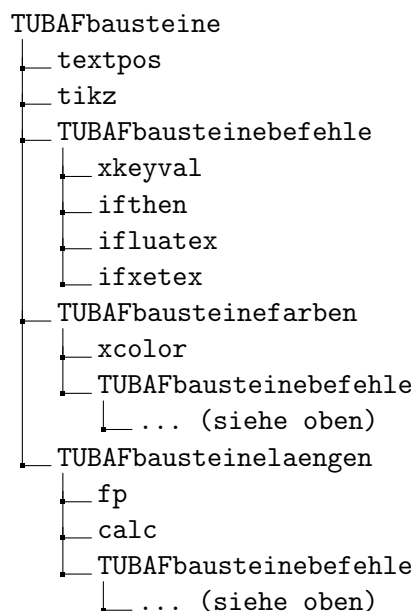 TUBAFbausteine
textpos
tikz
TUBAFbausteinebefehle
xkeyval
ifthen
ifluatex
ifxetex
TUBAFbausteinefarben
xcolor
TUBAFbausteinebefehle
... (siehe oben)
TUBAFbausteinelaengen
fp
calc
TUBAFbausteinebefehle
... (siehe oben)